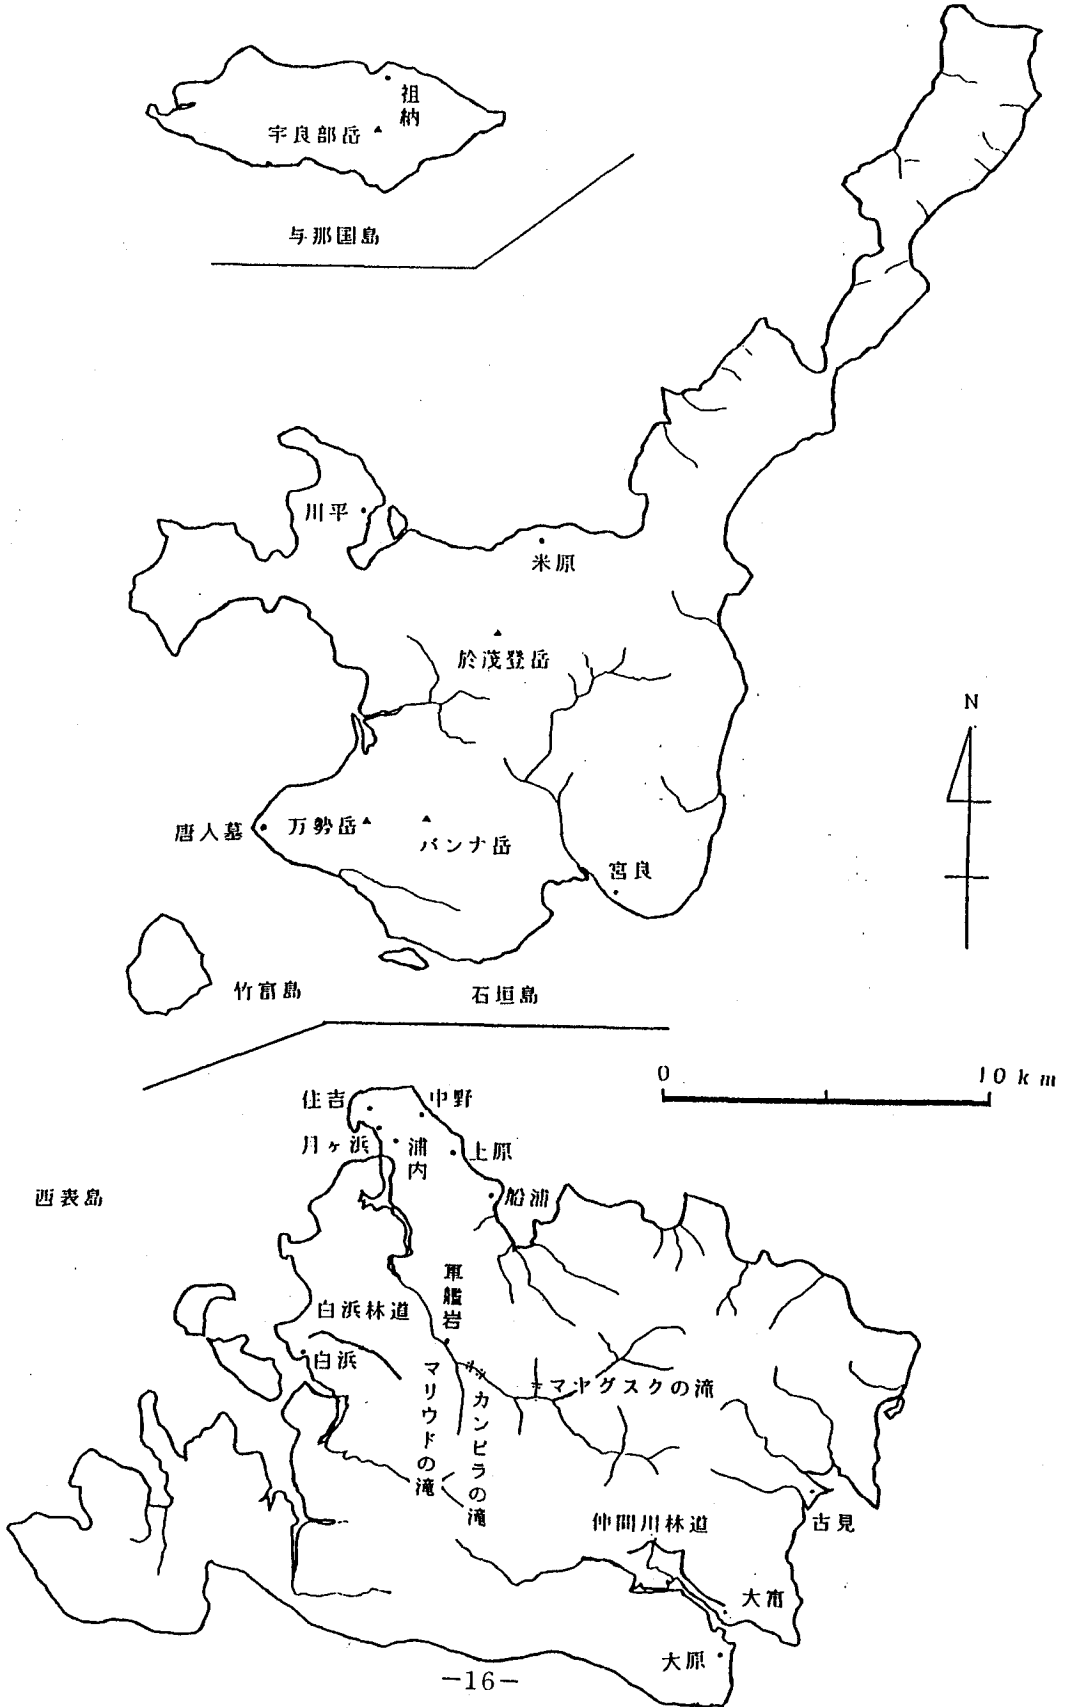 祖納
宇良部岳
与那国島
川平
米原
於茂登岳
N
唐人墓
万勢岳
バンナ岳
宮良
竹富島
石垣島
0
10km
住吉
中野
月ヶ浜
浦内
上原
船浦
西表島
軍艦岩
白浜林道
白浜
マリウドの滝
カンピラの滝
マヤグスクの滝
仲間川林道
古見
大富
大原
-16-